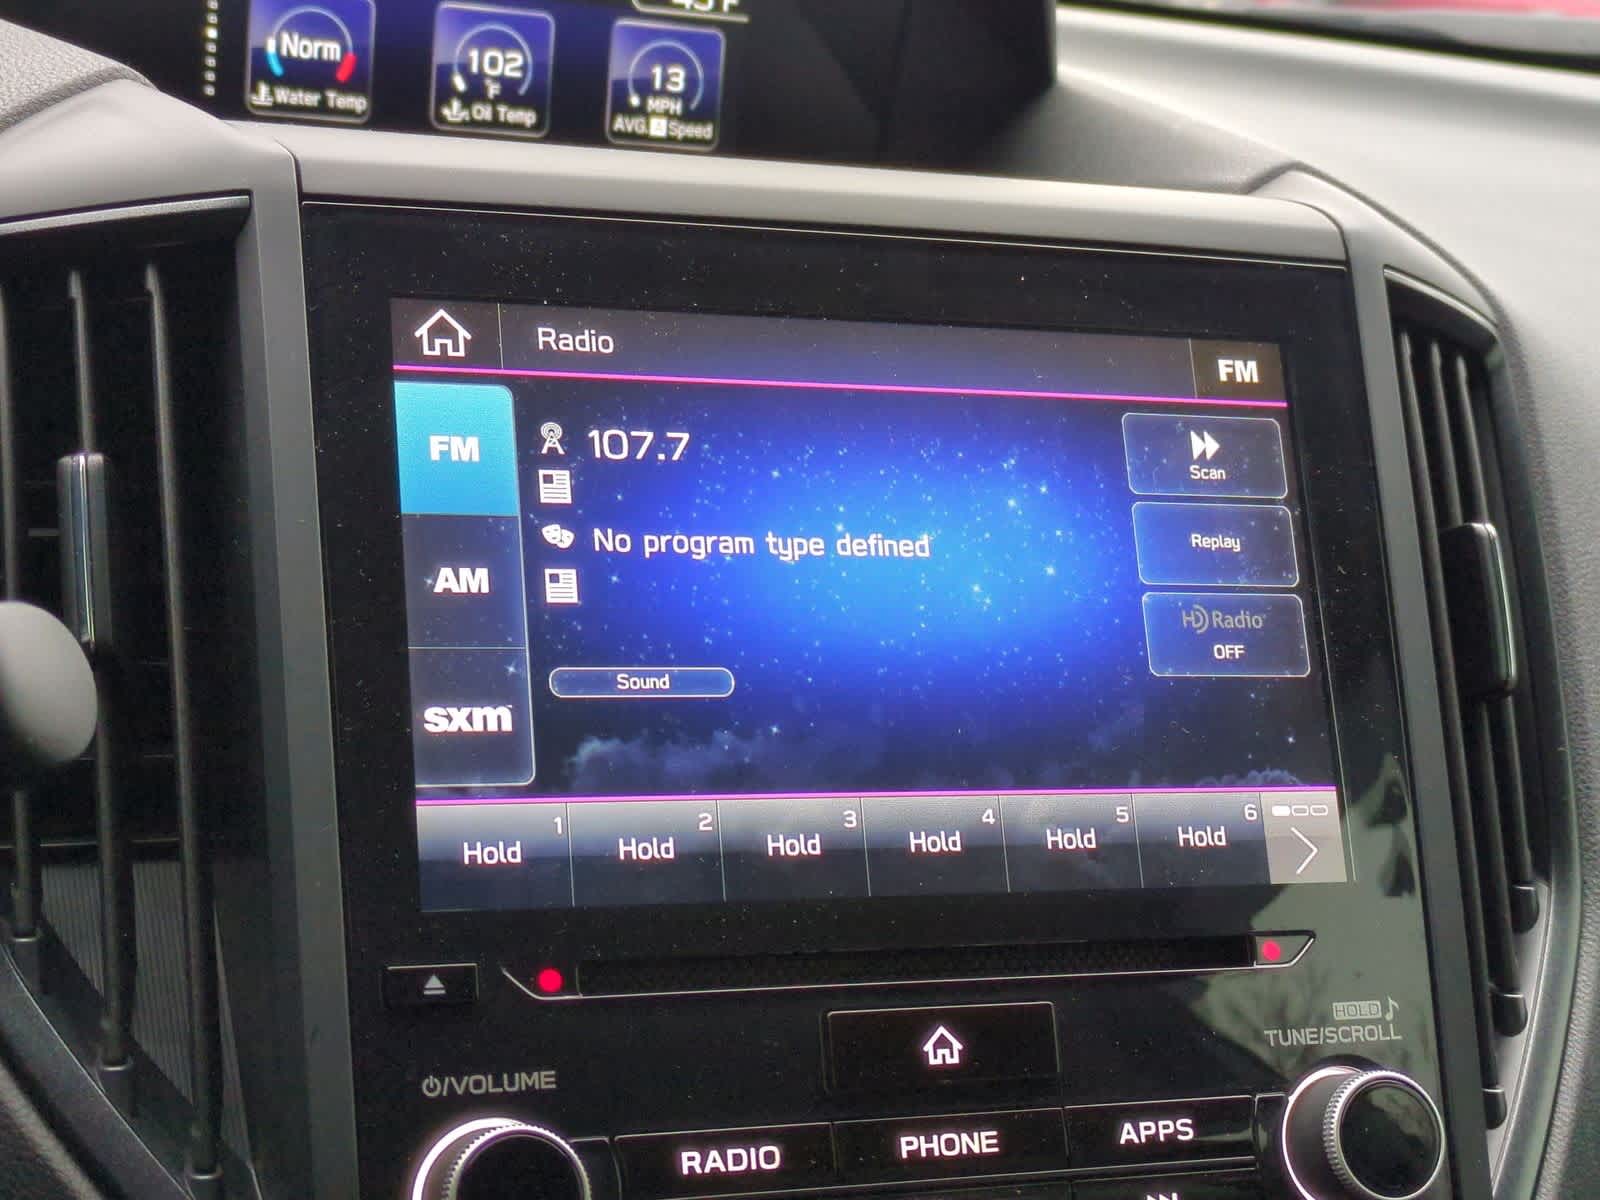 Norm
Water Temp
102
°F
Oil Temp
13
MPH
AVG. A Speed
Radio
FM
FM
AM
sxm
107.7
No program type defined
Sound
Scan
Replay
HD Radio
OFF
1
Hold
2
Hold
3
Hold
4
Hold
5
Hold
6
Hold
HOLD
TUNE/SCROLL
/VOLUME
RADIO
PHONE
APPS